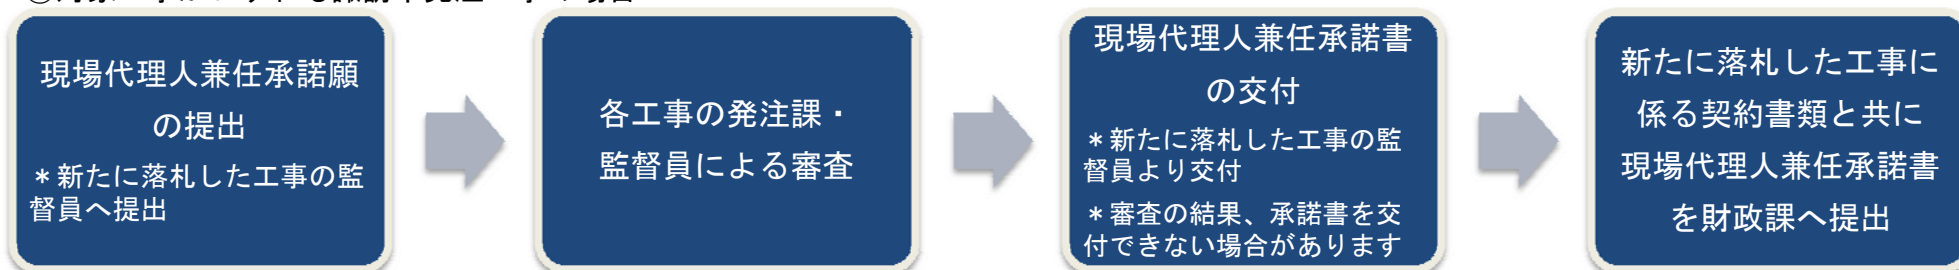 現場代理人兼任承諾願
の提出
＊新たに落札した工事の監
督員へ提出
各工事の発注課・
監督員による審査
現場代理人兼任承諾書
の交付
＊新たに落札した工事の監
督員より交付
＊審査の結果、承諾書を交
付できない場合があります
新たに落札した工事に
係る契約書類と共に
現場代理人兼任承諾書
を財政課へ提出